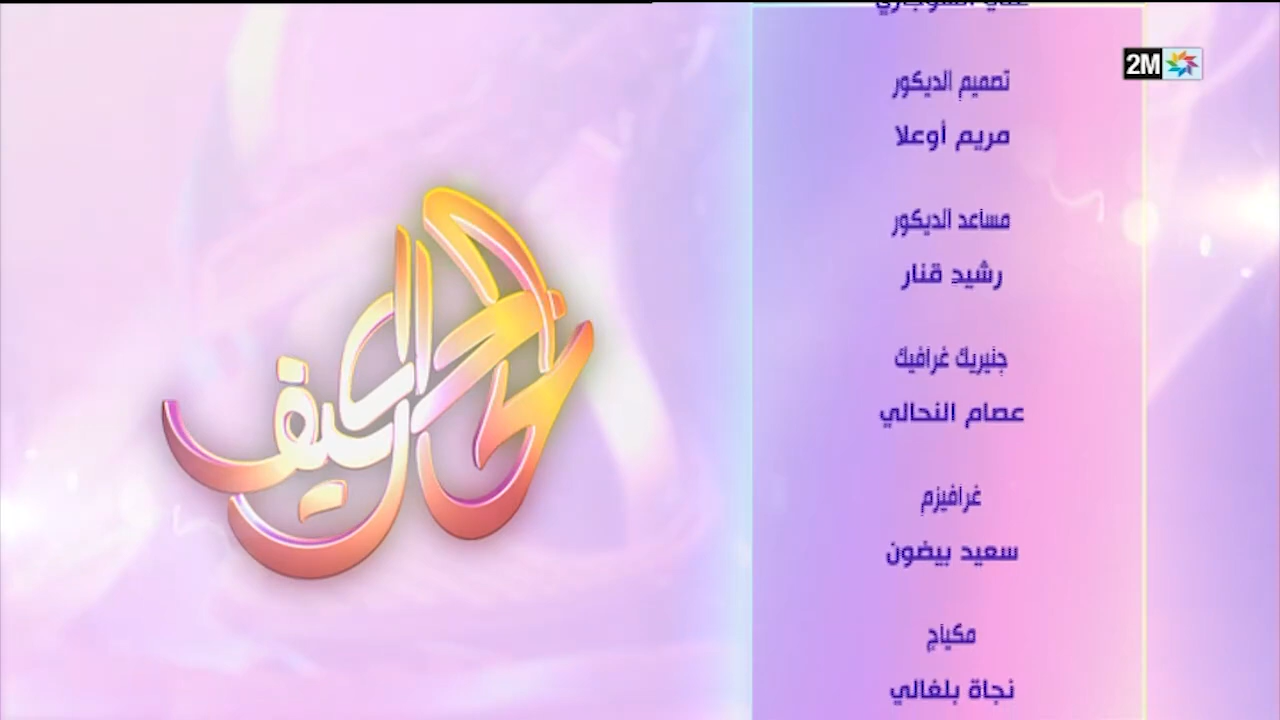 2M
تصميم الديكور
مريم أوعلا
مساعد الديكور
رشيد قنار
جنيريك غرافيك
عصام النحالي
غرافيزم
سعيد بيضون
مكياج
نجاة بلغالي